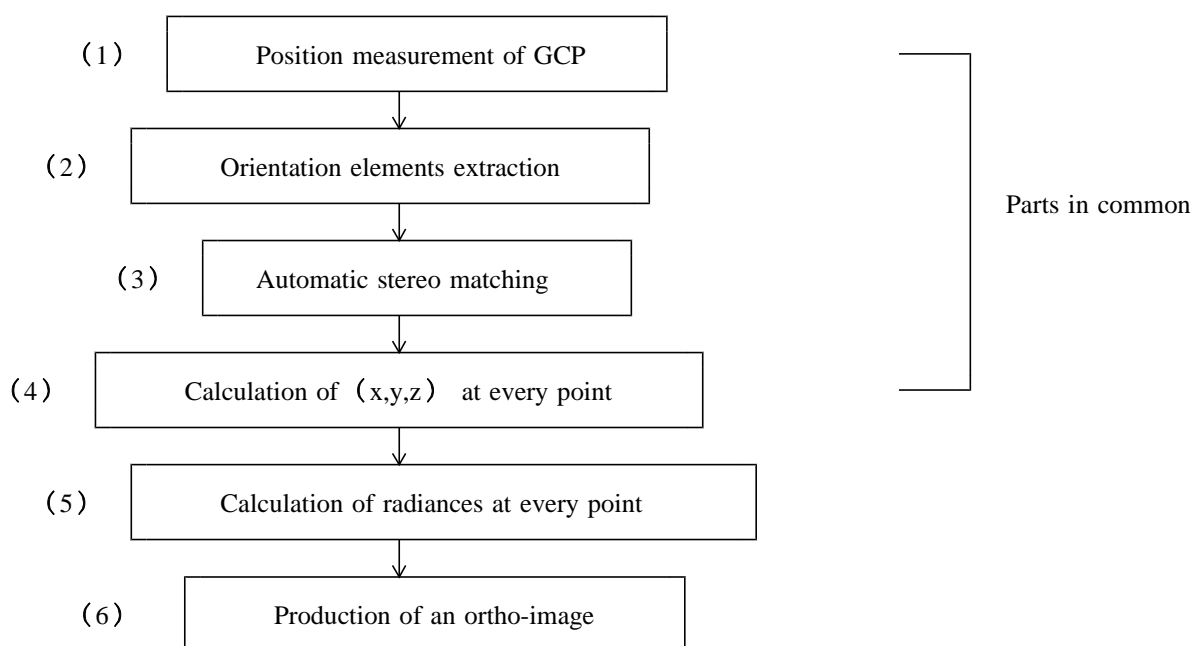 （1） Position measurement of GCP
（2） Orientation elements extraction
Parts in common
（3） Automatic stereo matching
（4） Calculation of （x,y,z） at every point
（5） Calculation of radiances at every point
（6） Production of an ortho-image